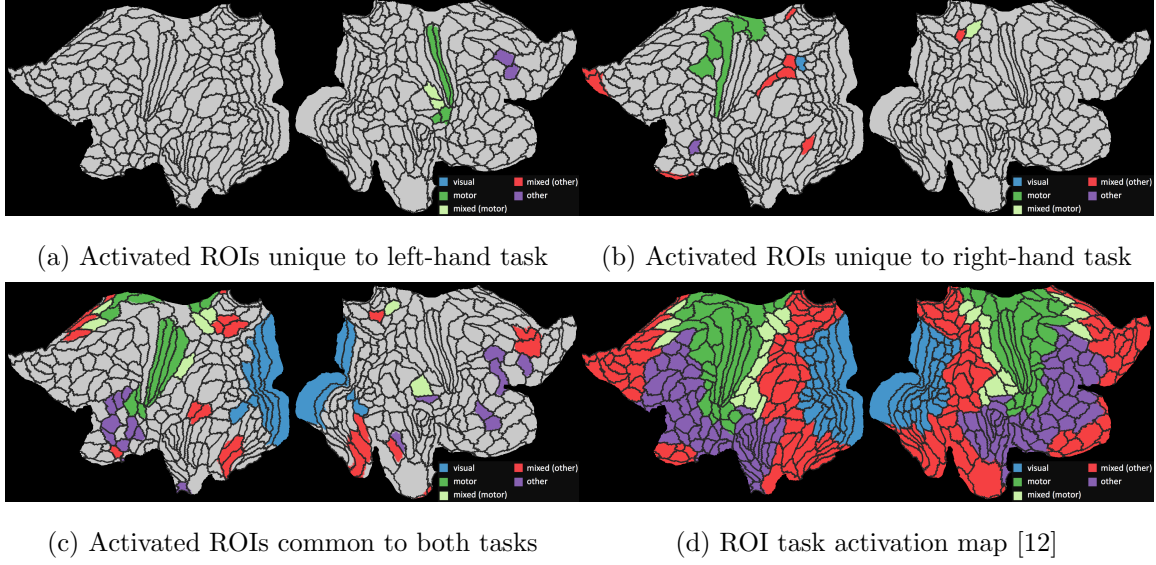 visual
motor
mixed (motor)
mixed (other)
other
visual
motor
mixed (motor)
mixed (other)
other
(a) Activated ROIs unique to left-hand task
(b) Activated ROIs unique to right-hand task
visual
motor
mixed (motor)
mixed (other)
other
visual
motor
mixed (motor)
mixed (other)
other
(c) Activated ROIs common to both tasks
(d) ROI task activation map [12]